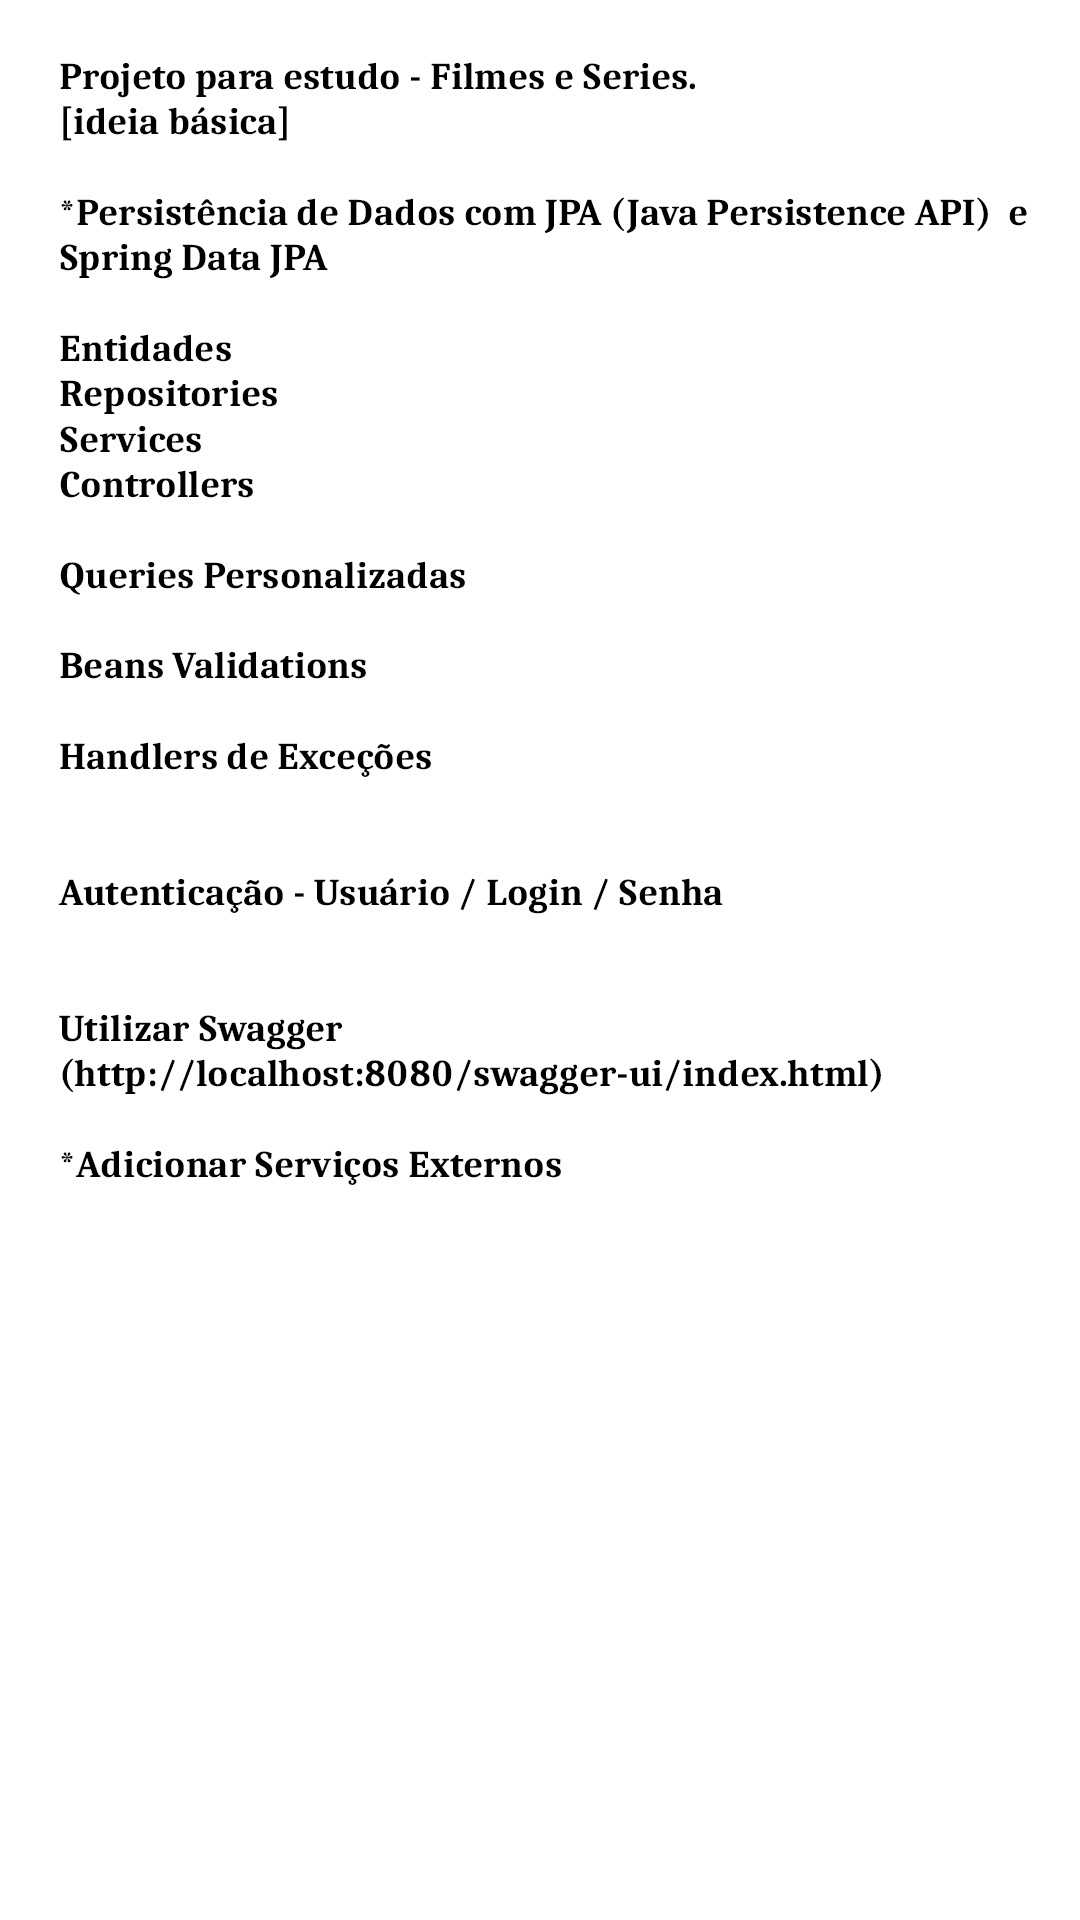 Projeto para estudo - Filmes e Series.
[ideia básica]
*Persistência de Dados com JPA (Java Persistence API)  e
Spring Data JPA
Entidades
Repositories
Services
Controllers
Queries Personalizadas
Beans Validations
Handlers de Exceções
Autenticação - Usuário / Login / Senha
Utilizar Swagger
(http://localhost:8080/swagger-ui/index.html)
*Adicionar Serviços Externos